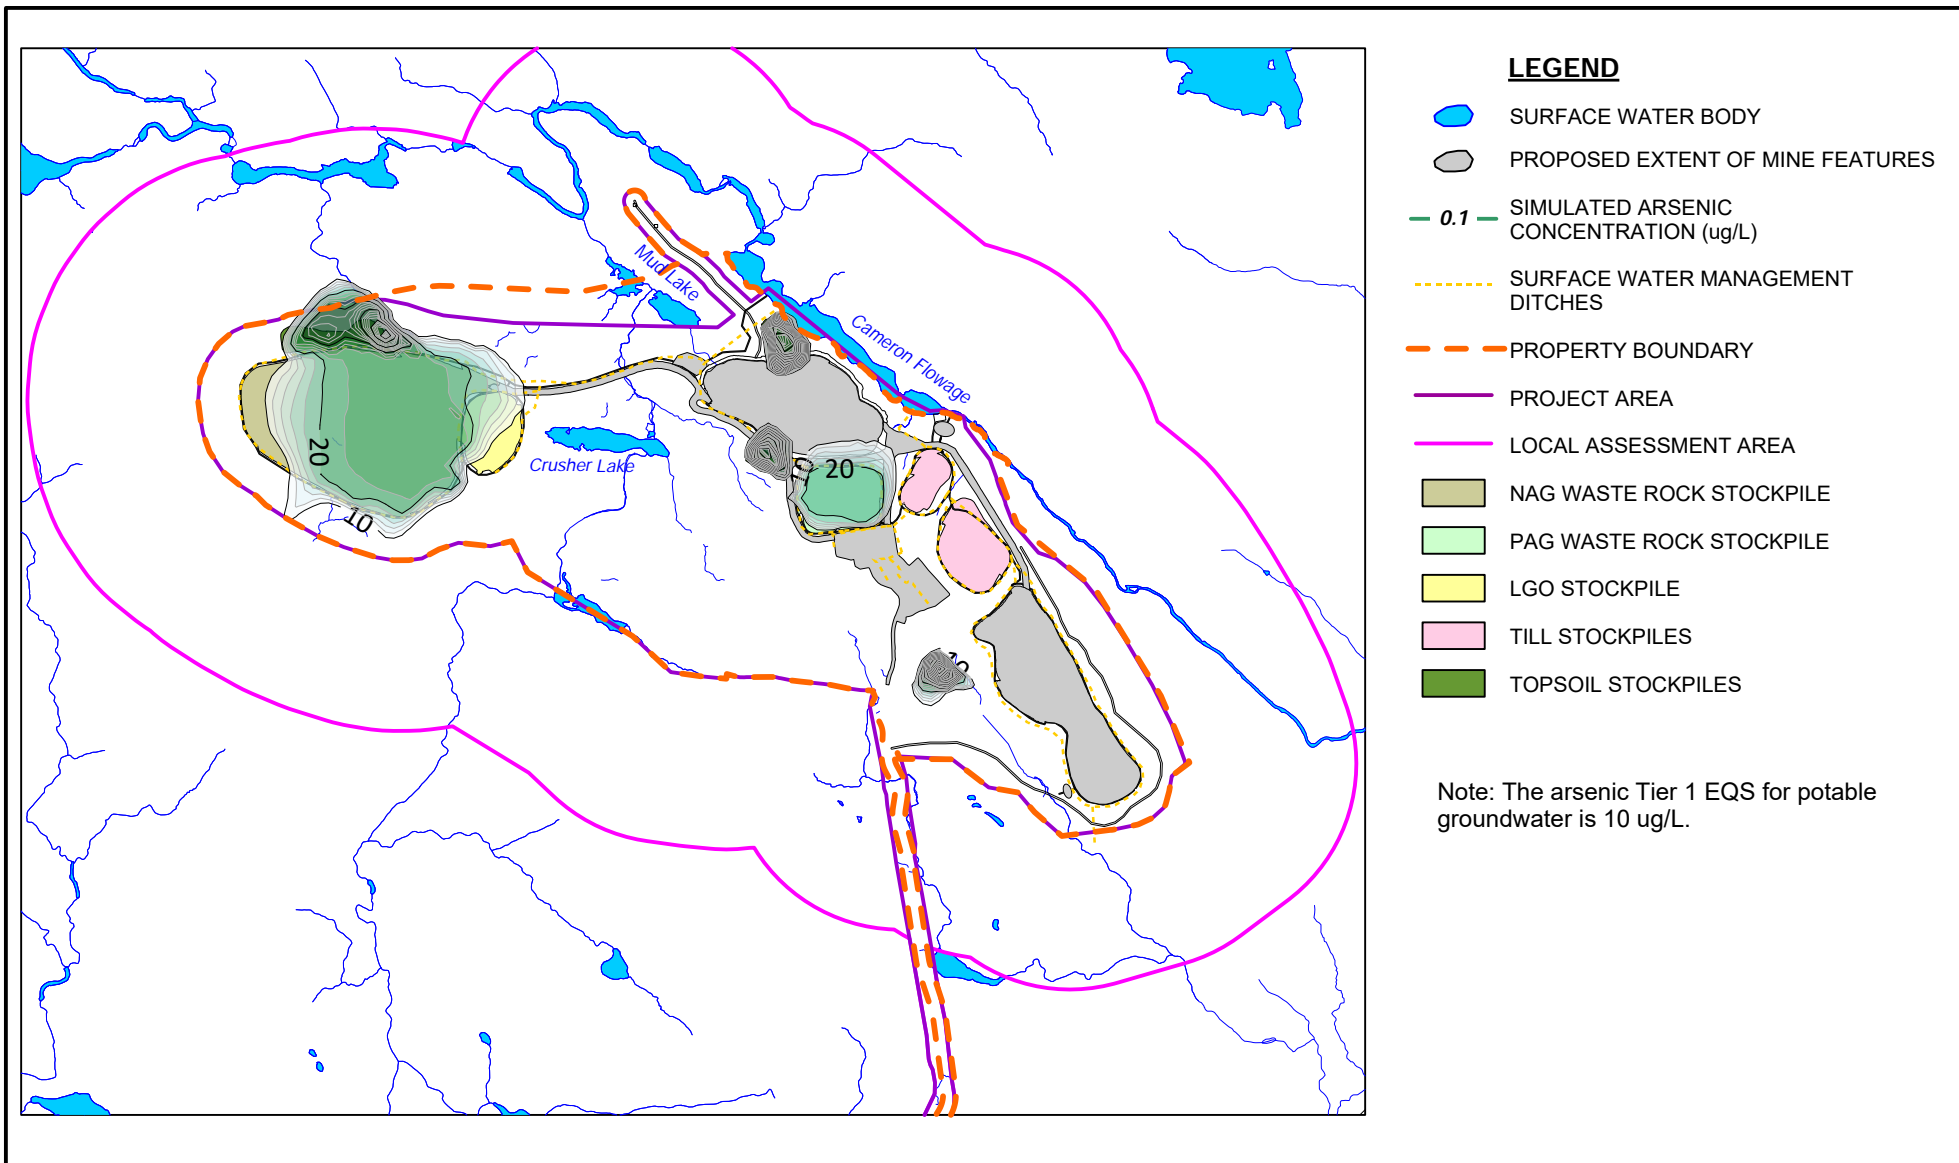 LEGEND
SURFACE WATER BODY
PROPOSED EXTENT OF MINE FEATURES
0.1
SIMULATED ARSENIC
CONCENTRATION (ug/L)
SURFACE WATER MANAGEMENT
DITCHES
PROPERTY BOUNDARY
PROJECT AREA
LOCAL ASSESSMENT AREA
NAG WASTE ROCK STOCKPILE
PAG WASTE ROCK STOCKPILE
LGO STOCKPILE
TILL STOCKPILES
TOPSOIL STOCKPILES
Note: The arsenic Tier 1 EQS for potable
groundwater is 10 ug/L.
Mud Lake
Cameron Flowage
Crusher Lake
20
10
10
20
10